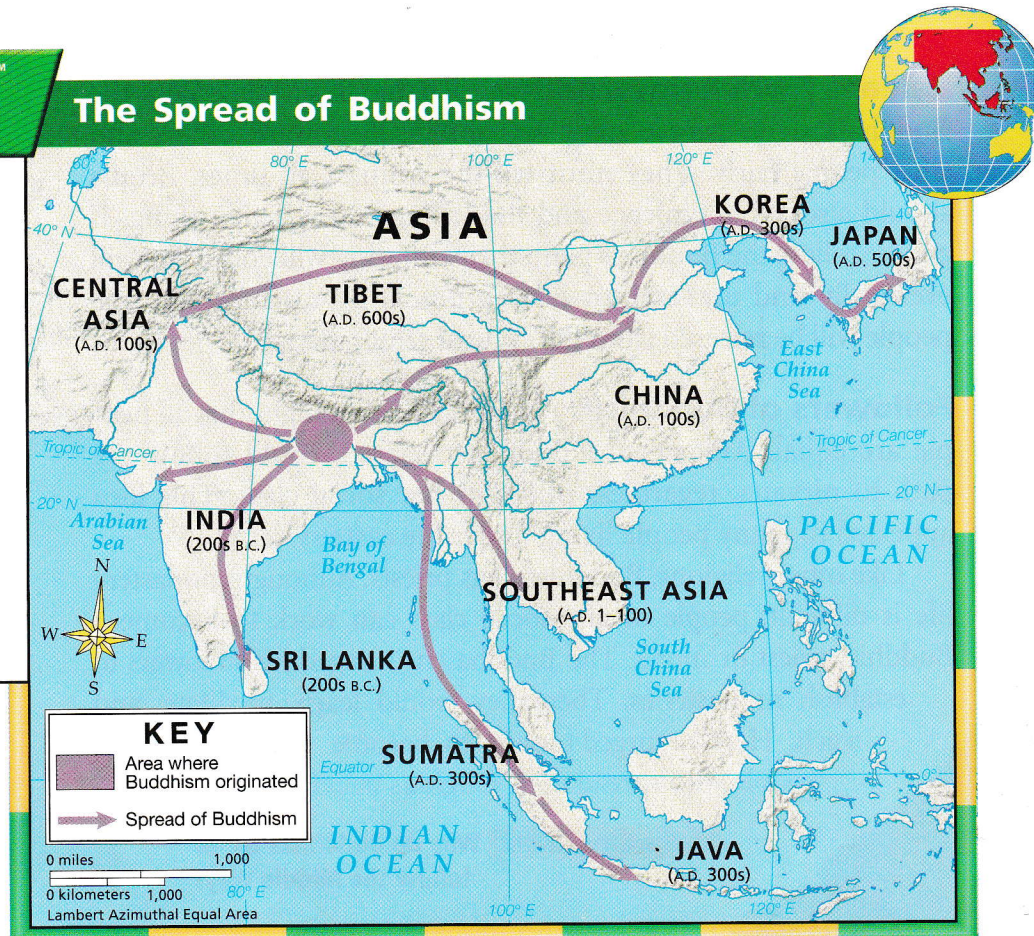 M
The Spread of Buddhism
60° E
80° E
100° E
120° E
14
40° N
40°
ASIA
KOREA
(A.D. 300s)
JAPAN
(A.D. 500s)
CENTRAL
ASIA
(A.D. 100s)
TIBET
(A.D. 600s)
East
China
Sea
CHINA
(A.D. 100s)
Tropic of Cancer
Tropic of Cancer
20° N
20° N
Arabian
Sea
INDIA
(200s B.C.)
Bay of
Bengal
PACIFIC
OCEAN
N
W
E
S
SOUTHEAST ASIA
(A.D. 1–100)
South
China
Sea
SRI LANKA
(200s B.C.)
KEY
Area where
Buddhism originated
Spread of Buddhism
SUMATRA
(A.D. 300s)
Equator
0°
INDIAN
OCEAN
JAVA
(A.D. 300s)
0 miles 1,000
0 kilometers 1,000
Lambert Azimuthal Equal Area
80° E
100° E
120° E